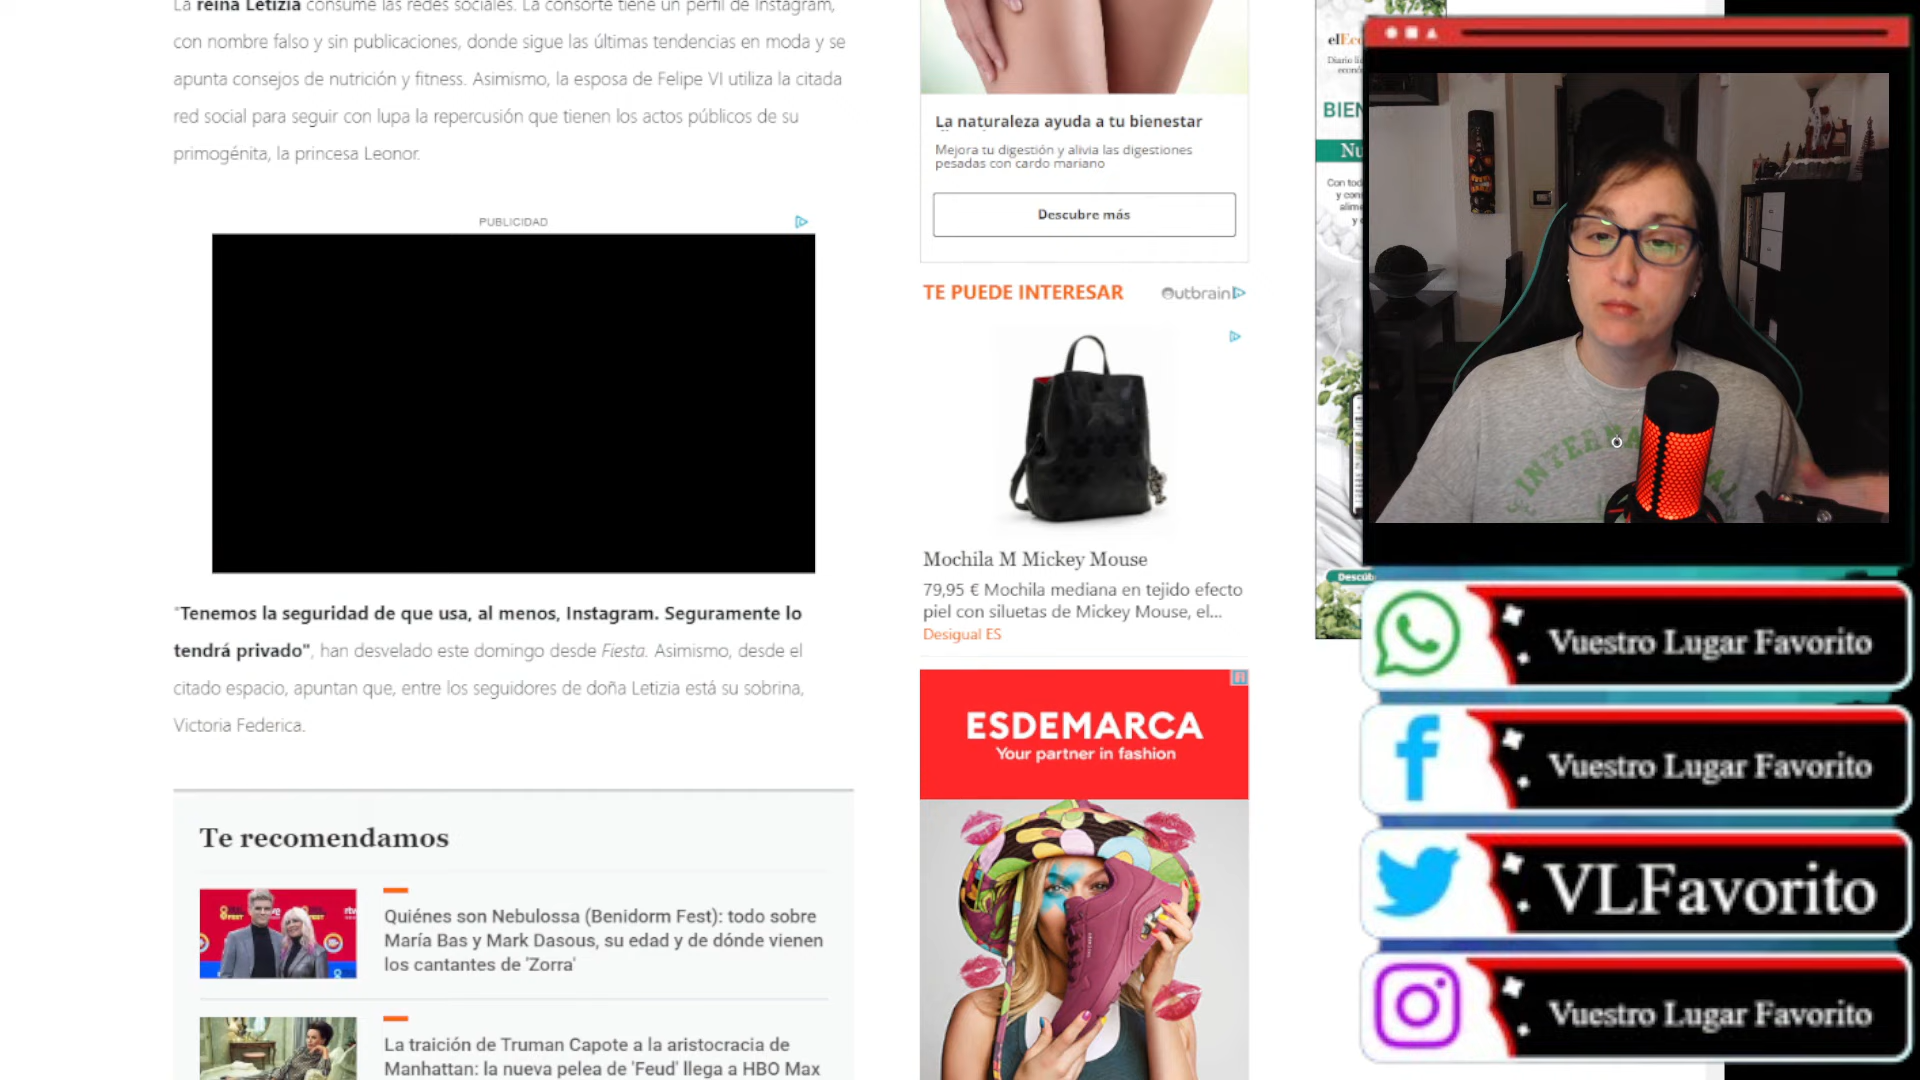 La reina Letizia consume las redes sociales. La consorte tiene un perfil de Instagram,
con nombre falso y sin publicaciones, donde sigue las últimas tendencias en moda y se
apunta consejos de nutrición y fitness. Asimismo, la esposa de Felipe VI utiliza la citada
red social para seguir con lupa la repercusión que tienen los actos públicos de su
primogénita, la princesa Leonor.
PUBLICIDAD
"Tenemos la seguridad de que usa, al menos, Instagram. Seguramente lo
tendrá privado", han desvelado este domingo desde Fiesta. Asimismo, desde el
citado espacio, apuntan que, entre los seguidores de doña Letizia está su sobrina,
Victoria Federica.
Te recomendamos
Quiénes son Nebulossa (Benidorm Fest): todo sobre
María Bas y Mark Dasous, su edad y de dónde vienen
los cantantes de 'Zorra'
La traición de Truman Capote a la aristocracia de
Manhattan: la nueva pelea de 'Feud' llega a HBO Max
La naturaleza ayuda a tu bienestar
Mejora tu digestión y alivia las digestiones
pesadas con cardo mariano
Descubre más
TE PUEDE INTERESAR
Outbrain
Mochila M Mickey Mouse
79,95 € Mochila mediana en tejido efecto
piel con siluetas de Mickey Mouse, el...
Desigual ES
ESDEMARCA
Your partner in fashion
INTERNA
Vuestro Lugar Favorito
Vuestro Lugar Favorito
VLFavorito
Vuestro Lugar Favorito